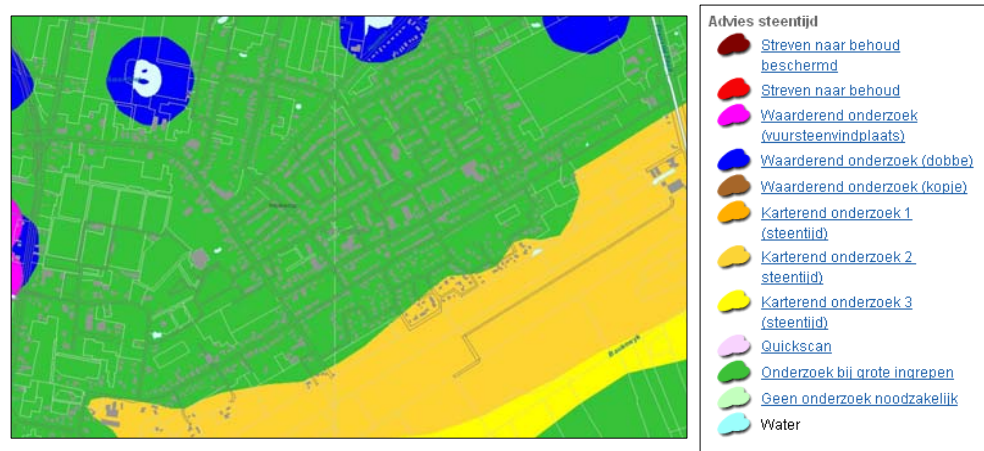 Advies steentijd
Streven naar behoud
beschermd
Streven naar behoud
Waarderend onderzoek
(vuursteenvindplaats)
Waarderend onderzoek (dobbe)
Waarderend onderzoek (kopje)
Karterend onderzoek 1
(steentijd)
Karterend onderzoek 2
steentijd)
Karterend onderzoek 3
(steentijd)
Quickscan
Onderzoek bij grote ingrepen
Geen onderzoek noodzakelijk
Water